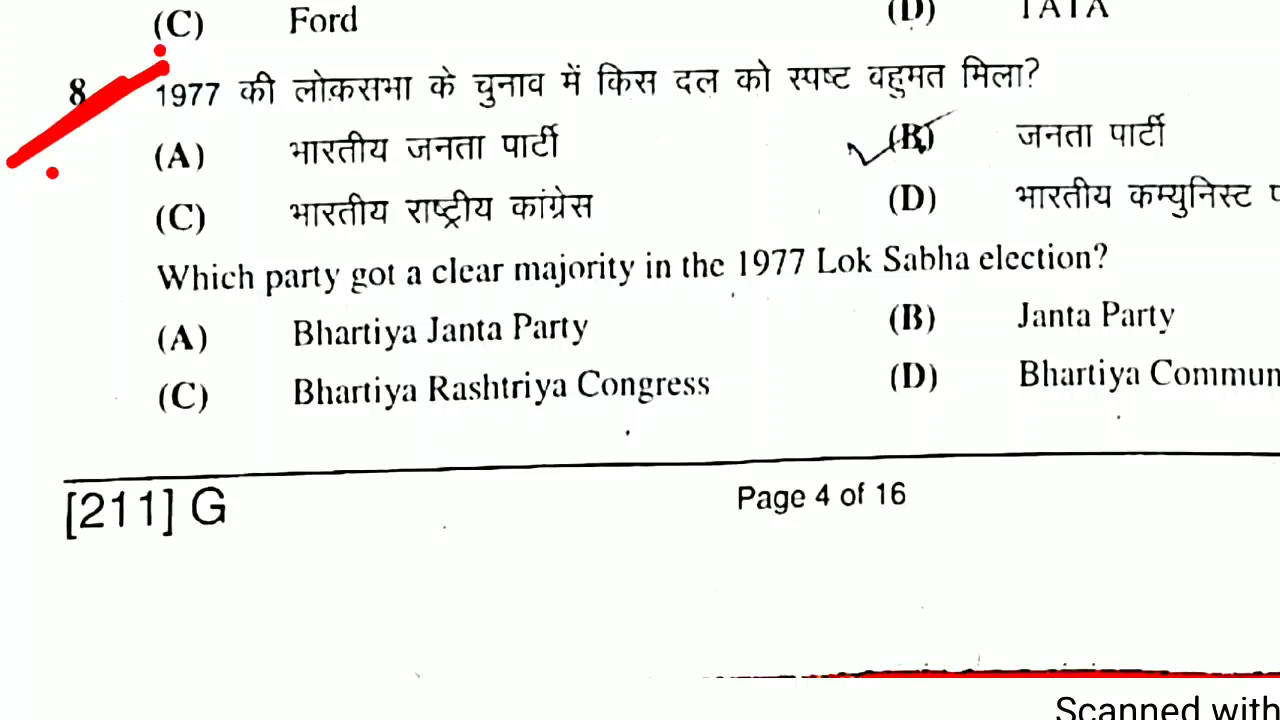 (C) Ford (D) TATA
8 1977 की लोकसभा के चुनाव में किस दल को स्पष्ट बहुमत मिला?
(A) भारतीय जनता पार्टी (B) जनता पार्टी
(C) भारतीय राष्ट्रीय कांग्रेस (D) भारतीय कम्युनिस्ट
Which party got a clear majority in the 1977 Lok Sabha election?
(A) Bhartiya Janta Party (B) Janta Party
(C) Bhartiya Rashtriya Congress (D) Bhartiya Commun
[211] G Page 4 of 16
Scanned with